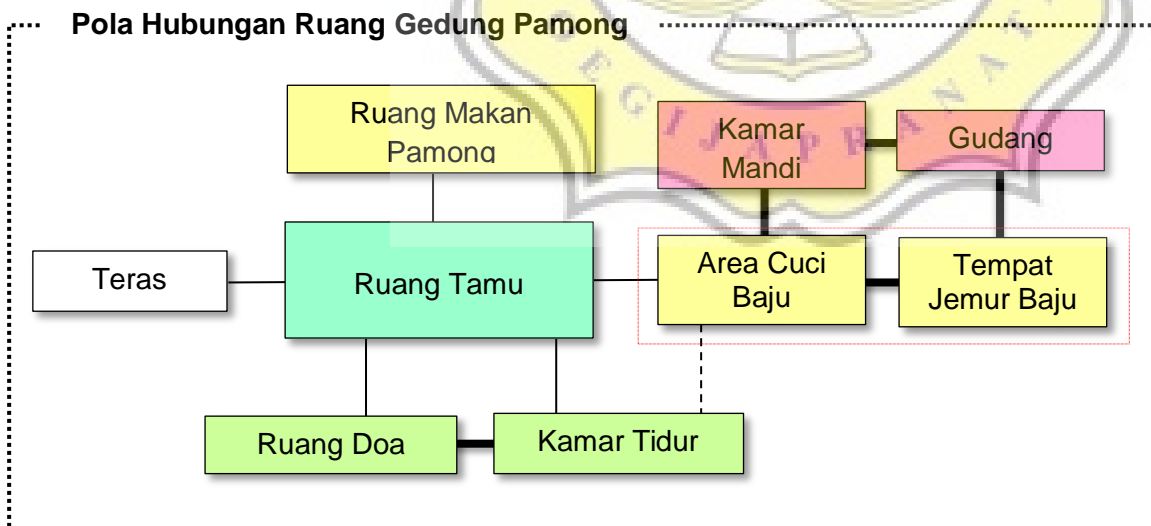 Pola Hubungan Ruang Gedung Pamong
Ruang Makan
Pamong
Kamar
Mandi
Gudang
Teras
Ruang Tamu
Area Cuci
Baju
Tempat
Jemur Baju
Ruang Doa
Kamar Tidur
EGIJAPRANAT